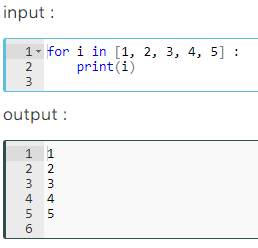 input :
1 for i in [1, 2, 3, 4, 5] :
2     print(i)
3
output :
1 1
2 2
3 3
4 4
5 5
6